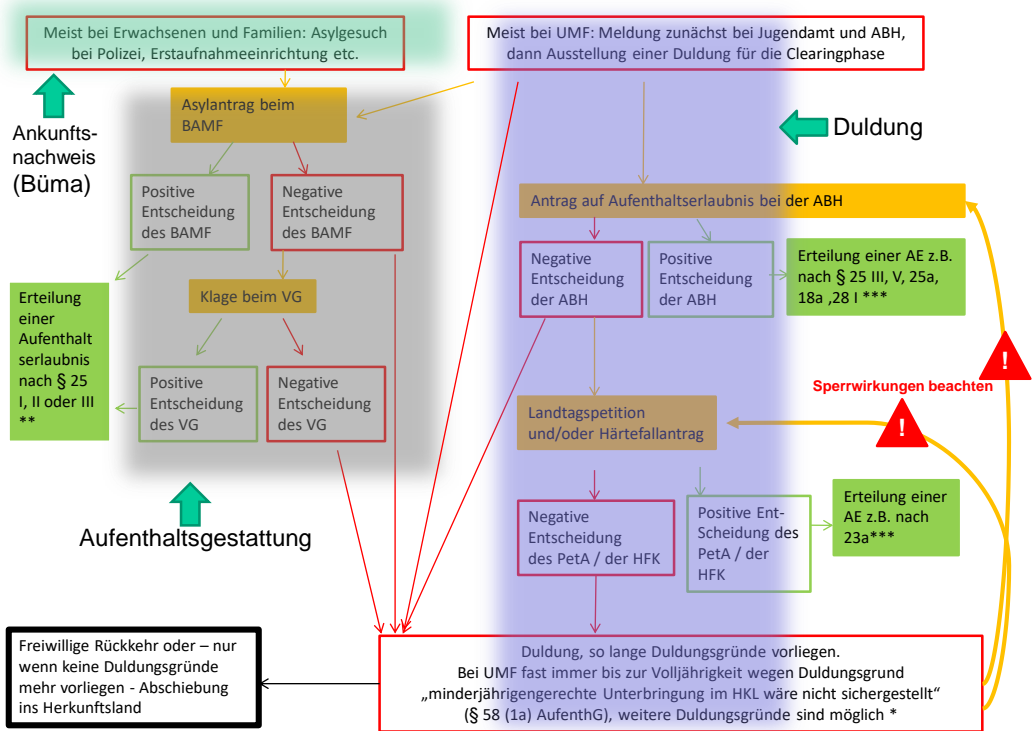 Meist bei Erwachsenen und Familien: Asylgesuch
bei Polizei, Erstaufnahmeeinrichtung etc.
Meist bei UMF: Meldung zunächst bei Jugendamt und ABH,
dann Ausstellung einer Duldung für die Clearingphase
Ankunfts-
nachweis
(Büma)
Asylantrag beim
BAMF
Duldung
Positive
Entscheidung
des BAMF
Negative
Entscheidung
des BAMF
Antrag auf Aufenthaltserlaubnis bei der ABH
Negative
Entscheidung
der ABH
Positive
Entscheidung
der ABH
Erteilung einer AE z.B.
nach § 25 III, V, 25a,
18a ,28 I ***
Klage beim VG
Erteilung
einer
Aufenthalt
serlaubnis
nach § 25
I, II oder III
**
Positive
Entscheidung
des VG
Negative
Entscheidung
des VG
!
Sperrwirkungen beachten
!
Landtagspetition
und/oder Härtefallantrag
Aufenthaltsgestattung
Negative
Entscheidung
des PetA / der HFK
Positive Ent-
Scheidung des
PetA / der
HFK
Erteilung einer
AE z.B. nach
23a***
Freiwillige Rückkehr oder – nur
wenn keine Duldungsgründe
mehr vorliegen - Abschiebung
ins Herkunftsland
Duldung, so lange Duldungsgründe vorliegen.
Bei UMF fast immer bis zur Volljährigkeit wegen Duldungsgrund
„minderjährigengerechte Unterbringung im HKL wäre nicht sichergestellt“
(§ 58 (1a) AufenthG), weitere Duldungsgründe sind möglich *